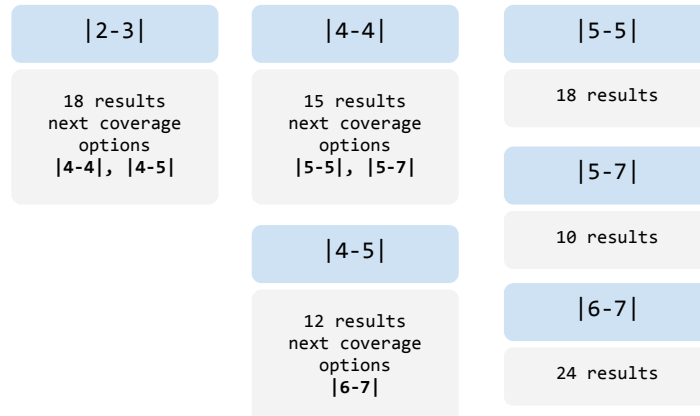 |2-3|
18 results
next coverage
options
|4-4|, |4-5|
|4-4|
15 results
next coverage
options
|5-5|, |5-7|
|4-5|
12 results
next coverage
options
|6-7|
|5-5|
18 results
|5-7|
10 results
|6-7|
24 results